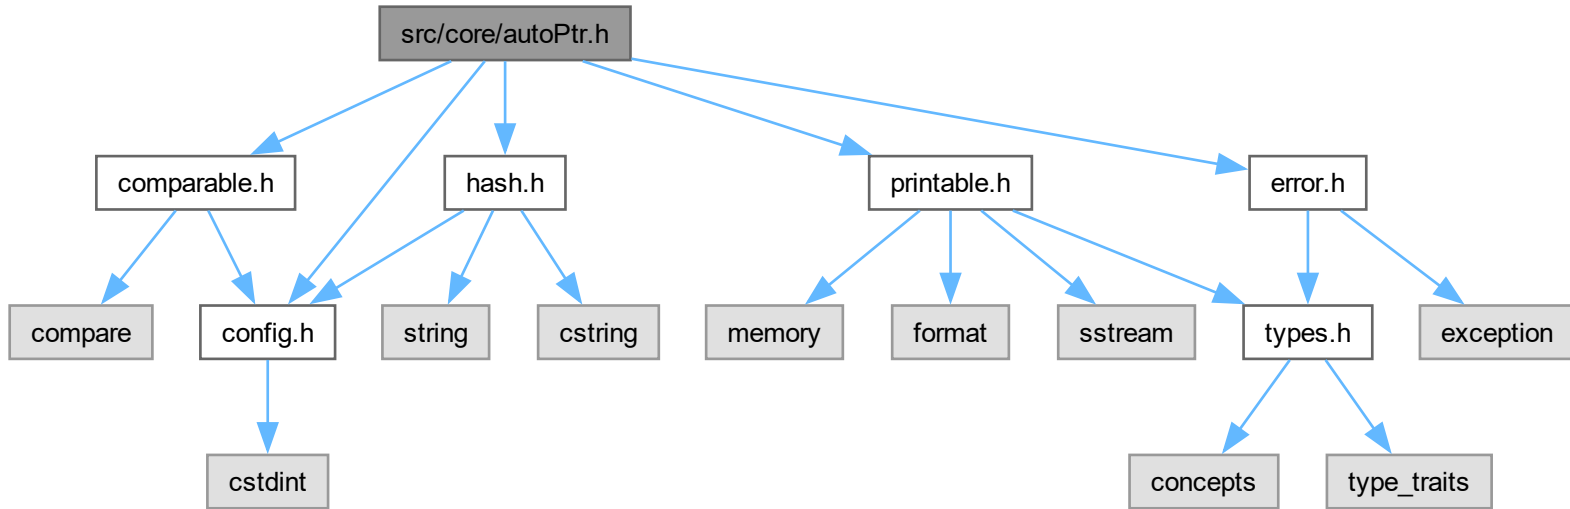 src/core/autoPtr.h
comparable.h
hash.h
printable.h
error.h
compare
config.h
string
cstring
memory
format
sstream
types.h
exception
cstdint
concepts
type_traits